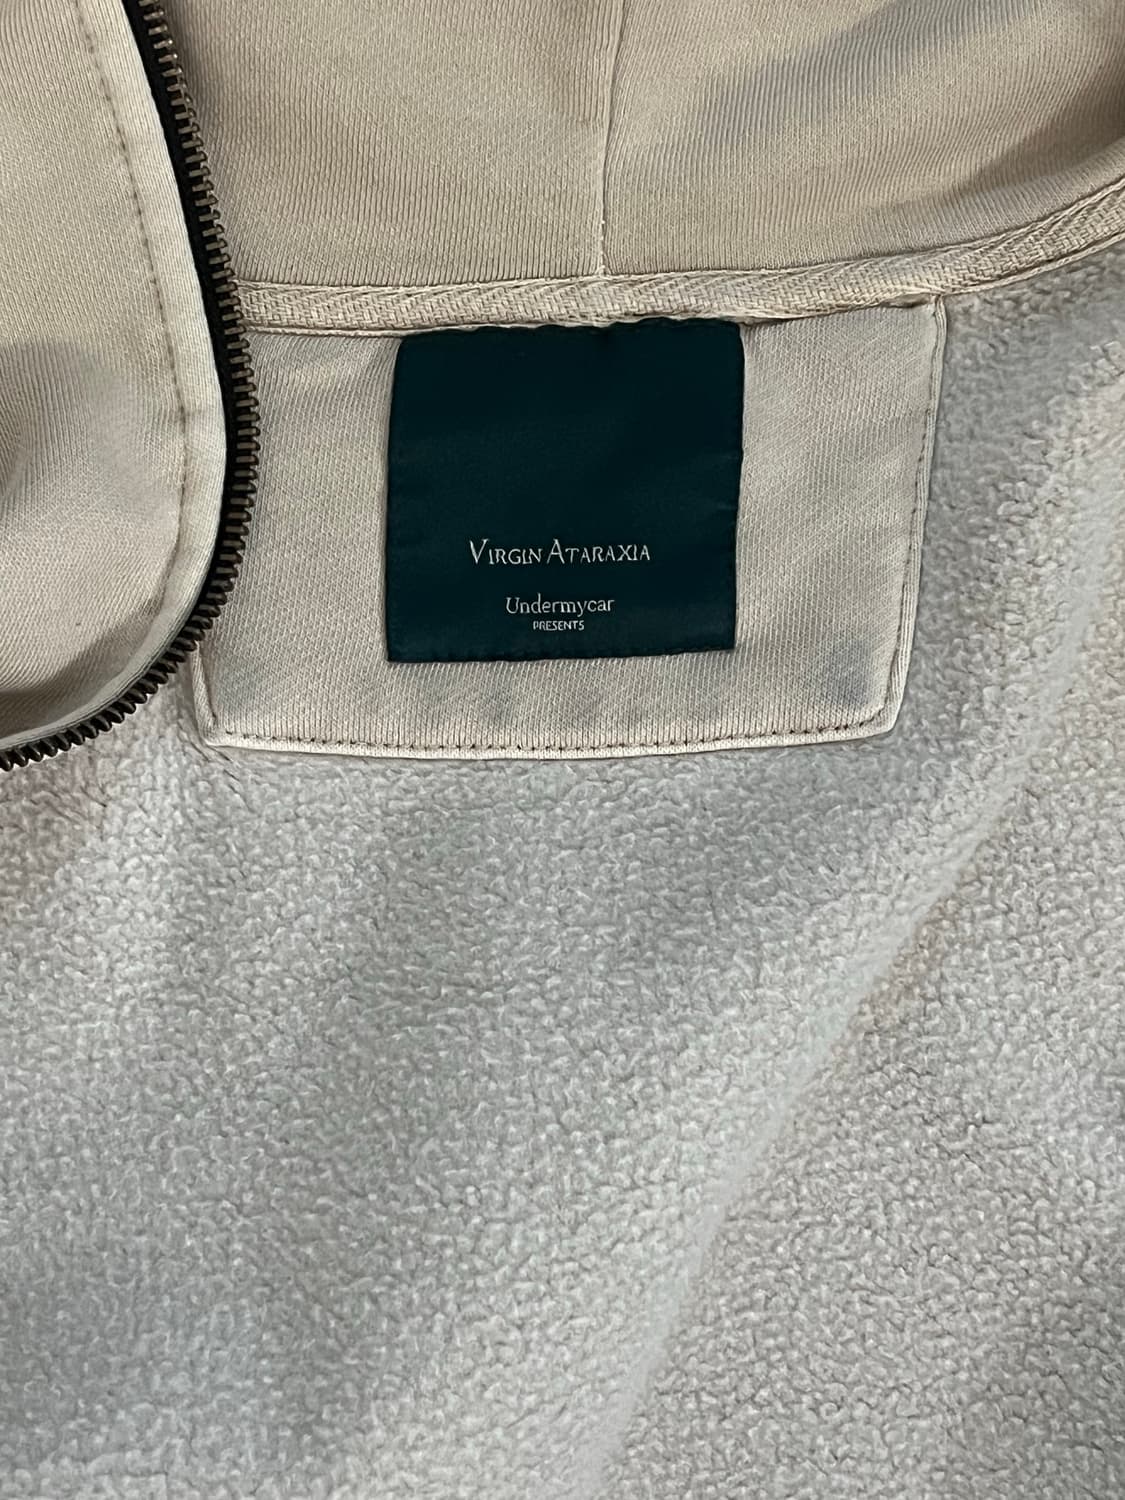 VIRGIN ATARAXIA
Undermycar
PRESENTS